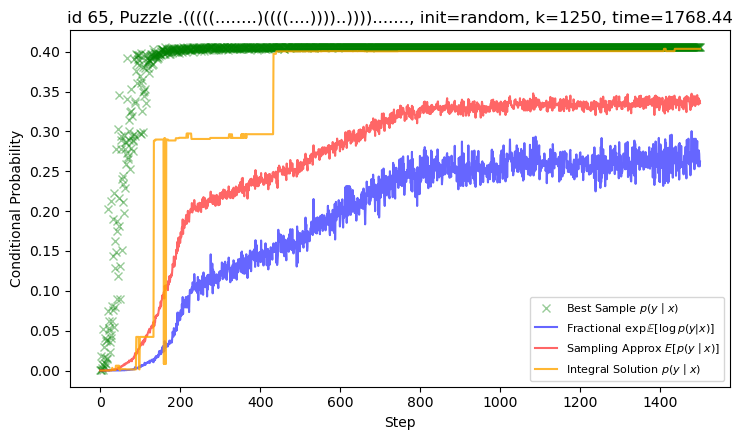 id 65, Puzzle .(((((........)((((....))))..))))......., init=random, k=1250, time=1768.44
Conditional Probability
0.40
0.35
0.30
0.25
0.20
0.15
0.10
0.05
0.00
Best Sample p(y | x)
Fractional exp𝔼[log p(y|x)]
Sampling Approx E[p(y | x)]
Integral Solution p(y | x)
0 200 400 600 800 1000 1200 1400
Step